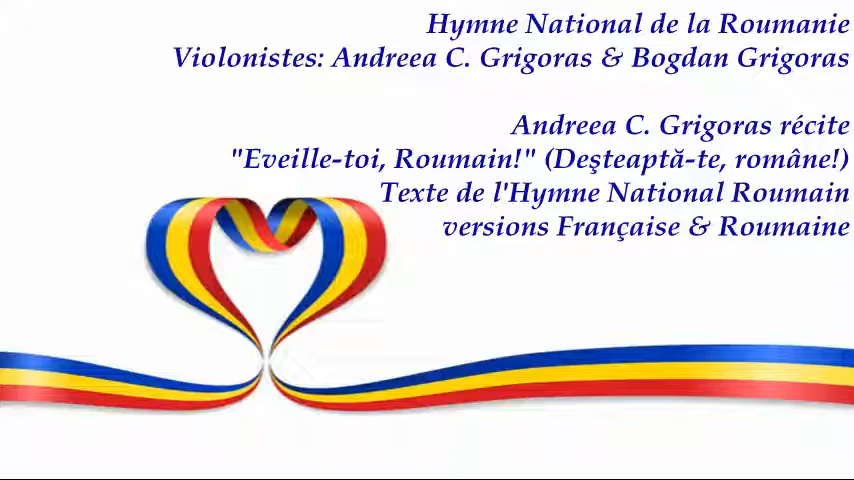 Hymne National de la Roumanie
Violonistes: Andreea C. Grigoras & Bogdan Grigoras
Andreea C. Grigoras récite
"Eveille-toi, Roumain!" (Deşteaptă-te, române!)
Texte de l'Hymne National Roumain
versions Française & Roumaine